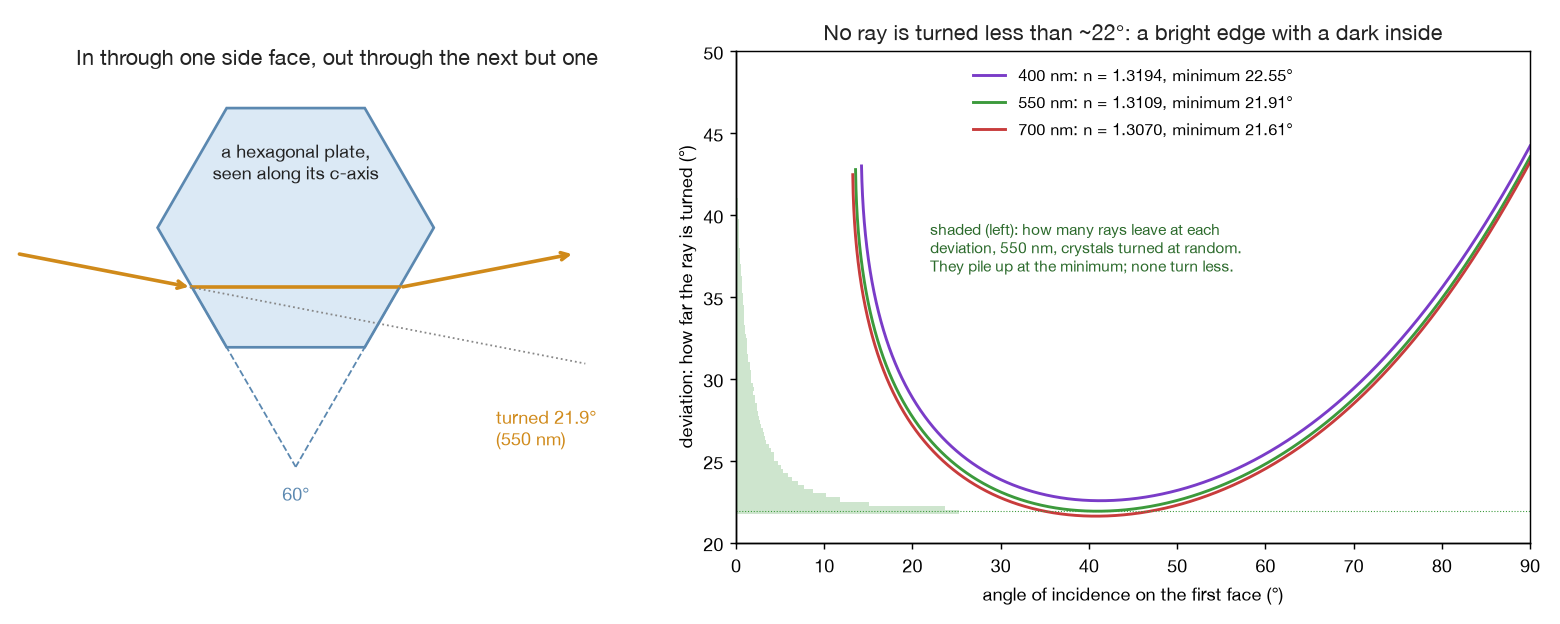 In through one side face, out through the next but one
a hexagonal plate,
seen along its c-axis
turned 21.9°
(550 nm)
60°
No ray is turned less than ~22°: a bright edge with a dark inside
400 nm: n = 1.3194, minimum 22.55°
550 nm: n = 1.3109, minimum 21.91°
700 nm: n = 1.3070, minimum 21.61°
shaded (left): how many rays leave at each
deviation, 550 nm, crystals turned at random.
They pile up at the minimum; none turn less.
deviation: how far the ray is turned (°)
50
45
40
35
30
25
20
0 10 20 30 40 50 60 70 80 90
angle of incidence on the first face (°)